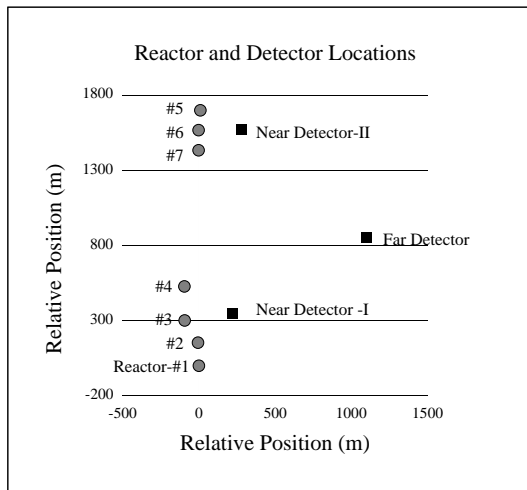 Reactor and Detector Locations
1800
#5
#6
Near Detector-II
#7
1300
800
Far Detector
#4
Near Detector -I
300
#3
#2
Reactor-#1
-200
-500
0
500
1000
1500
Relative Position (m)
Relative Position (m)